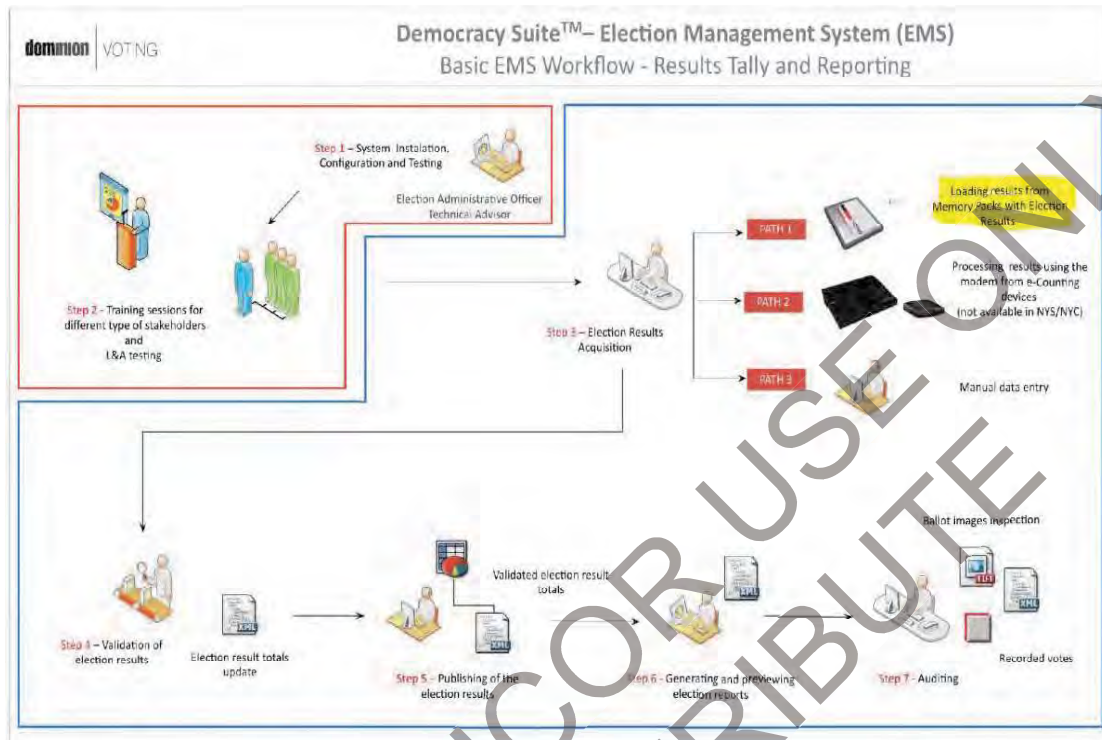 dominion VOTING
Democracy Suite™– Election Management System (EMS)
Basic EMS Workflow - Results Tally and Reporting
Step 1 – System Instalation,
Configuration and Testing
Election Administrative Officer
Technical Advisor
Step 2 - Training sessions for
different type of stakeholders
and
L&A testing
Step 3 – Election Results
Acquisition
PATH 1
Loading results from
Memory Packs with Election
Results
PATH 2
Processing results using the
modem from e-Counting
devices
(not available in NYS/NYC)
PATH 3
Manual data entry
Step 4 – Validation of
election results
XML
Election result totals
update
XML
Step 5 - Publishing of the
election results
Validated election result
totals
XML
Step 6 - Generating and previewing
election reports
Ballot images inspection
TIFF
XML
Recorded votes
Step 7 - Auditing
USE ONL
COR
TRIBUTE